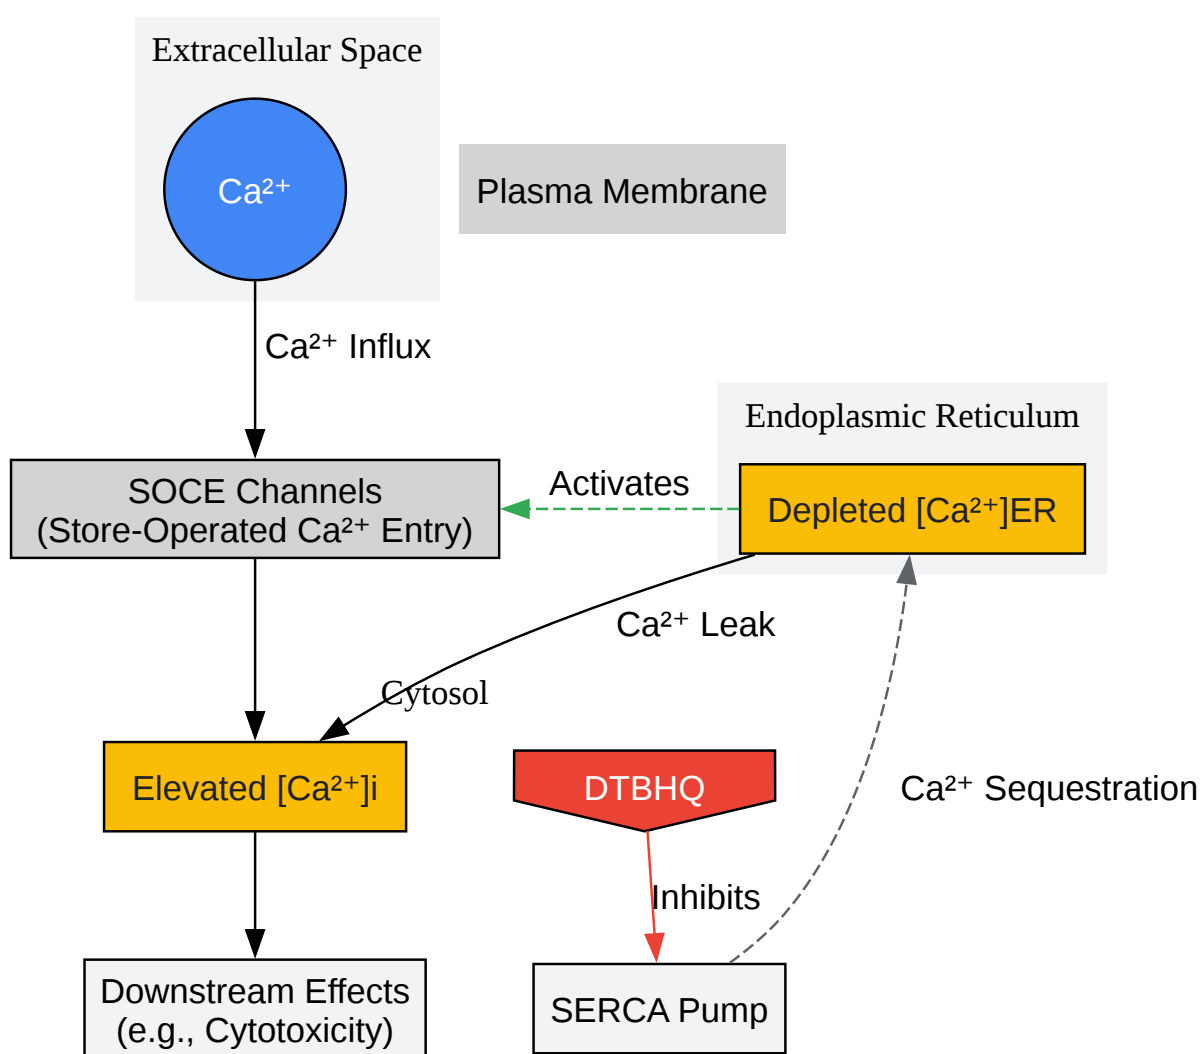 Extracellular Space
Ca²⁺
Plasma Membrane
Ca²⁺ Influx
Endoplasmic Reticulum
SOCE Channels
(Store-Operated Ca²⁺ Entry)
Activates
Depleted [Ca²⁺]ER
Ca²⁺ Leak
Cytosol
Elevated [Ca²⁺]i
DTBHQ
Ca²⁺ Sequestration
Inhibits
Downstream Effects
(e.g., Cytotoxicity)
SERCA Pump